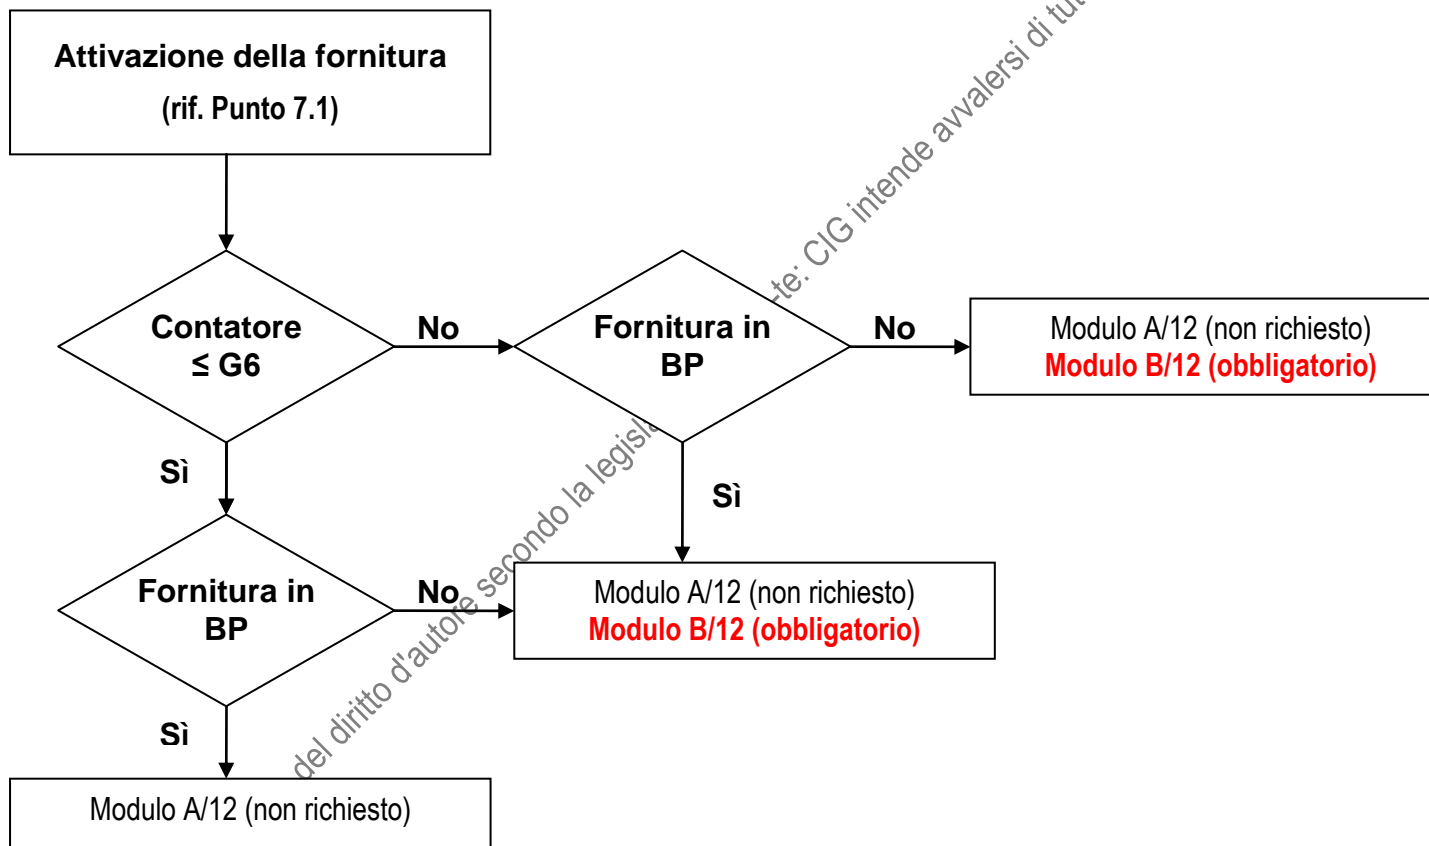 Attivazione della fornitura
(rif. Punto 7.1)
Contatore
≤ G6
No
Fornitura in
BP
No
Modulo A/12 (non richiesto)
Modulo B/12 (obbligatorio)
Sì
Sì
Fornitura in
BP
No
Modulo A/12 (non richiesto)
Modulo B/12 (obbligatorio)
Sì
Modulo A/12 (non richiesto)
del diritto d'autore secondo la
-te: CIG intende avvalersi di